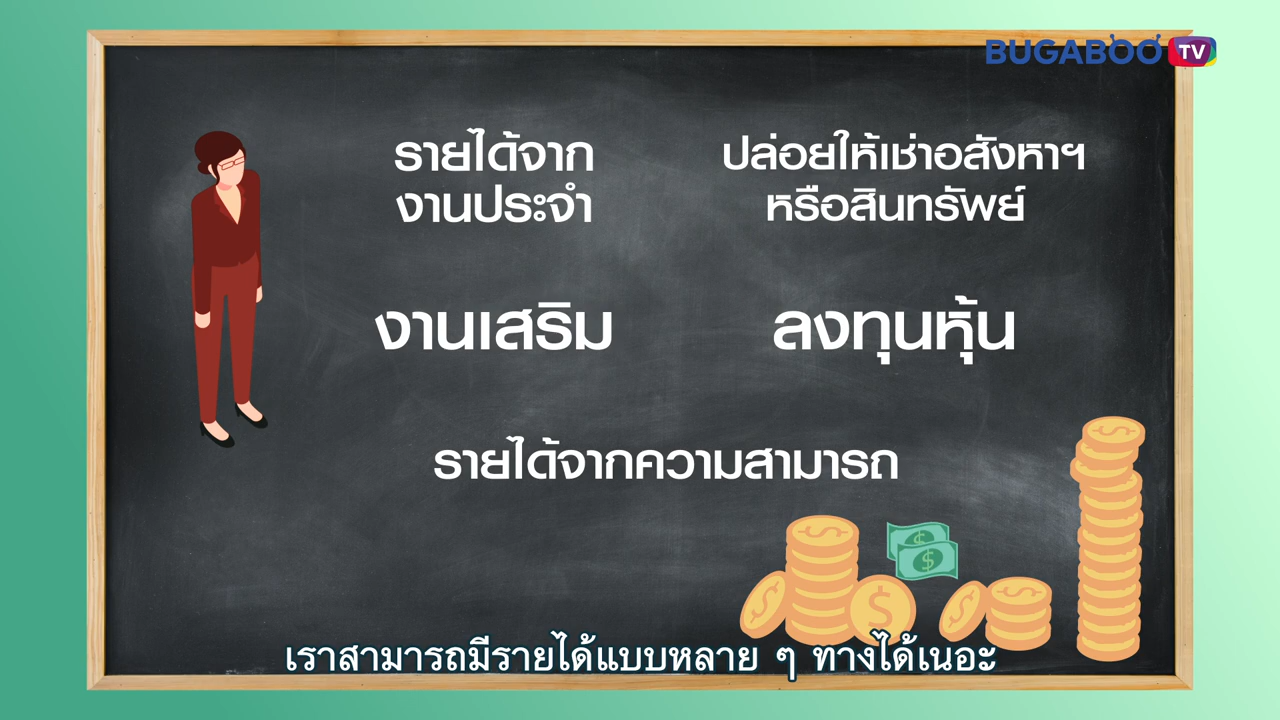 BUGABOO TV
รายได้จาก
งานประจำ
ปล่อยให้เช่าอสังหาฯ
หรือสินทรัพย์
งานเสริม
ลงทุนหุ้น
รายได้จากความสามารถ
เราสามารถมีรายได้แบบหลาย ๆ ทางได้เนอะ